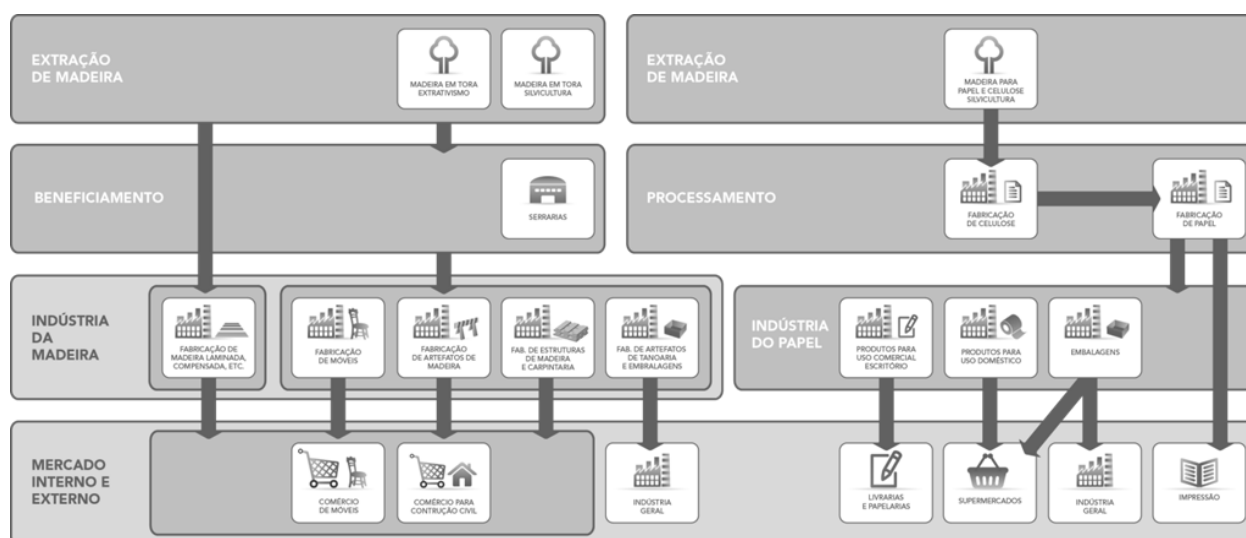 EXTRAÇÃO
DE MADEIRA
MADEIRA EM TORA
EXTRATIVISMO
MADEIRA EM TORA
SILVICULTURA
EXTRAÇÃO
DE MADEIRA
MADEIRA PARA
PAPEL E CELULOSE
SILVICULTURA
BENEFICIAMENTO
SERRARIAS
PROCESSAMENTO
FABRICAÇÃO
DE CELULOSE
FABRICAÇÃO
DE PAPEL
INDÚSTRIA
DA
MADEIRA
FABRICAÇÃO DE
MADEIRA LAMINADA,
COMPENSADA, ETC.
FABRICAÇÃO
DE MÓVEIS
FABRICAÇÃO
DE ARTEFATOS DE
MADEIRA
FAB. DE ESTRUTURAS
DE MADEIRA
E CARPINTARIA
FAB. DE ARTEFATOS
DE TANOARIA
E EMBRALAGENS
INDÚSTRIA
DO PAPEL
PRODUTOS PARA
USO COMERCIAL
ESCRITÓRIO
PRODUTOS PARA
USO DOMÉSTICO
EMBALAGENS
MERCADO
INTERNO E
EXTERNO
COMÉRCIO
DE MÓVEIS
COMÉRCIO PARA
CONTRUÇÃO CIVIL
INDÚSTRIA
GERAL
LIVRARIAS
E PAPELARIAS
SUPERMERCADOS
INDÚSTRIA
GERAL
IMPRESSÃO